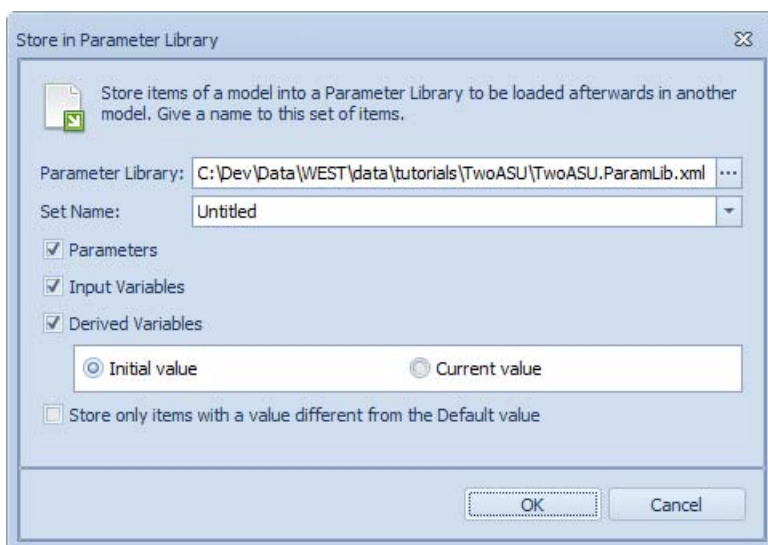 Store in Parameter Library
Store items of a model into a Parameter Library to be loaded afterwards in another
model. Give a name to this set of items.
Parameter Library: C:\Dev\Data\WEST\data\tutorials\TwoASU\TwoASU.ParamLib.xml ...
Set Name: Untitled
Parameters
Input Variables
Derived Variables
Initial value Current value
Store only items with a value different from the Default value
OK Cancel